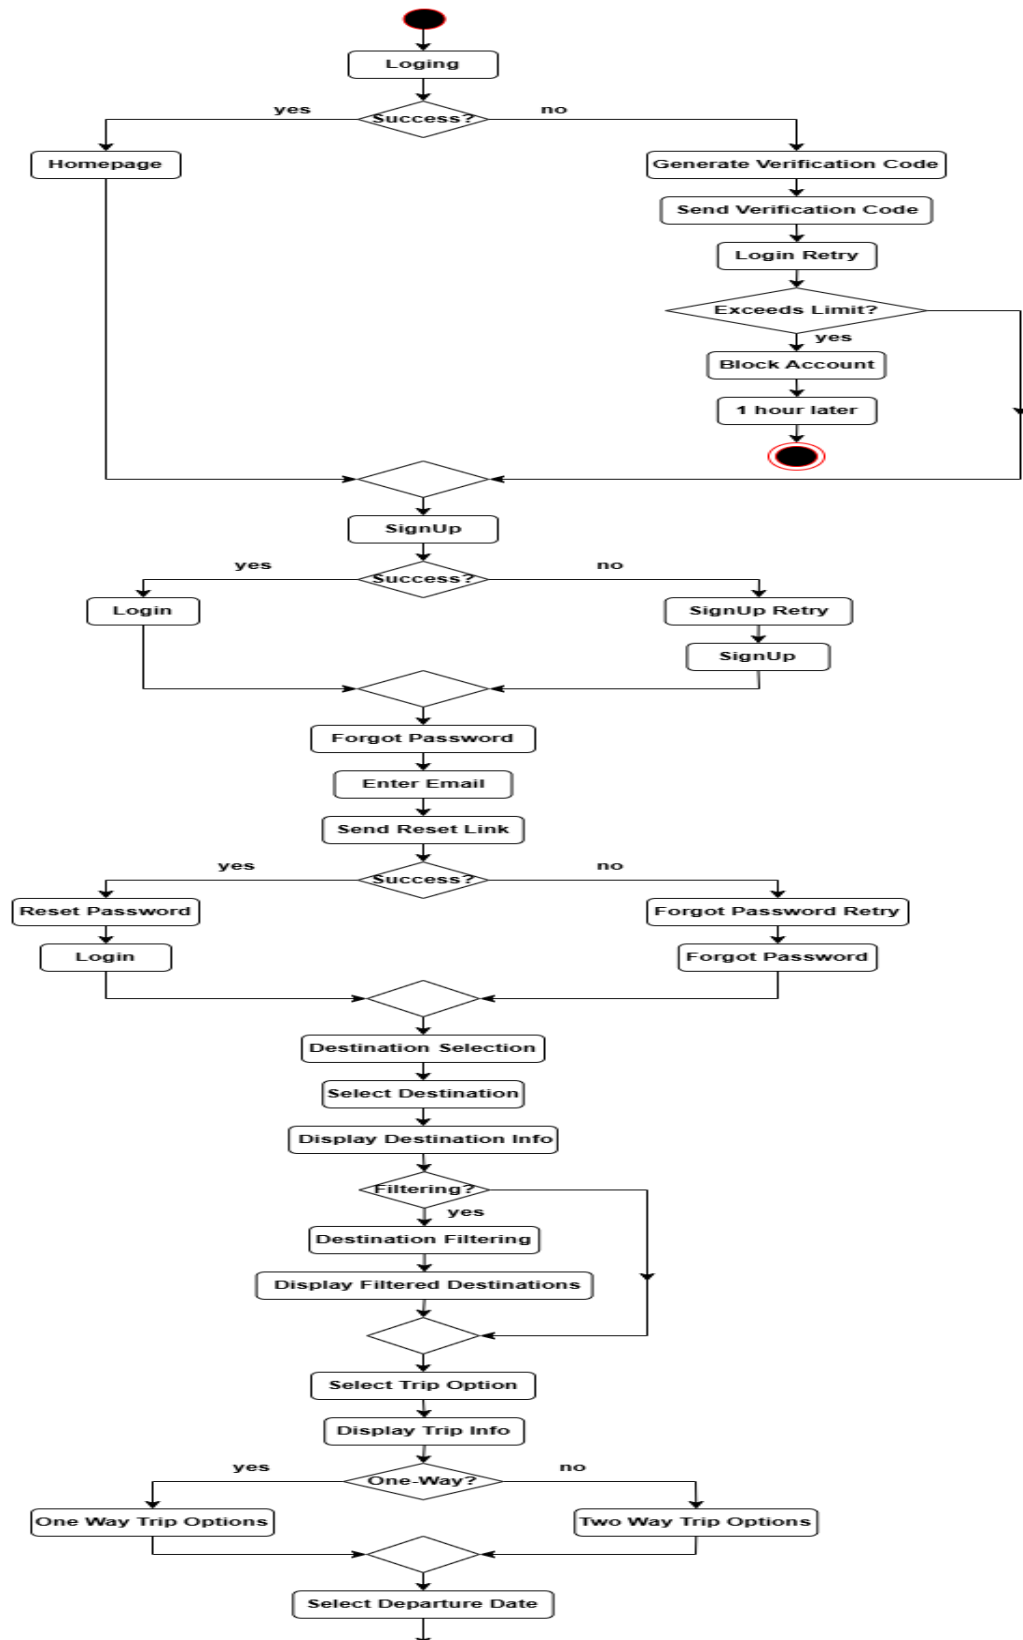 Loging
yes
Success?
no
Homepage
Generate Verification Code
Send Verification Code
Login Retry
Exceeds Limit?
yes
Block Account
1 hour later
SignUp
yes
Success?
no
Login
SignUp Retry
SignUp
Forgot Password
Enter Email
Send Reset Link
yes
Success?
no
Reset Password
Forgot Password Retry
Login
Forgot Password
Destination Selection
Select Destination
Display Destination Info
Filtering?
yes
Destination Filtering
Display Filtered Destinations
Select Trip Option
Display Trip Info
yes
One-Way?
no
One Way Trip Options
Two Way Trip Options
Select Departure Date